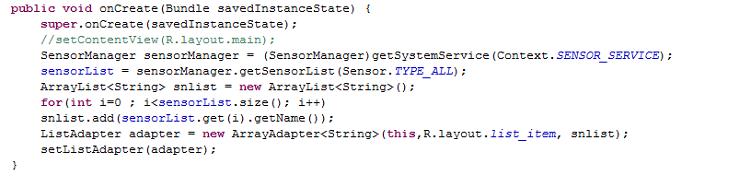 public void onCreate(Bundle savedInstanceState) {
super.onCreate(savedInstanceState);
//setContentView(R.layout.main);
SensorManager sensorManager = (SensorManager)getSystemService(Context.SENSOR_SERVICE);
sensorList = sensorManager.getSensorList(Sensor.TYPE_ALL);
ArrayList<String> snlist = new ArrayList<String>();
for(int i=0 ; i<sensorList.size(); i++)
snlist.add(sensorList.get(i).getName());
ListAdapter adapter = new ArrayAdapter<String>(this,R.layout.list_item, snlist);
setListAdapter(adapter);
}